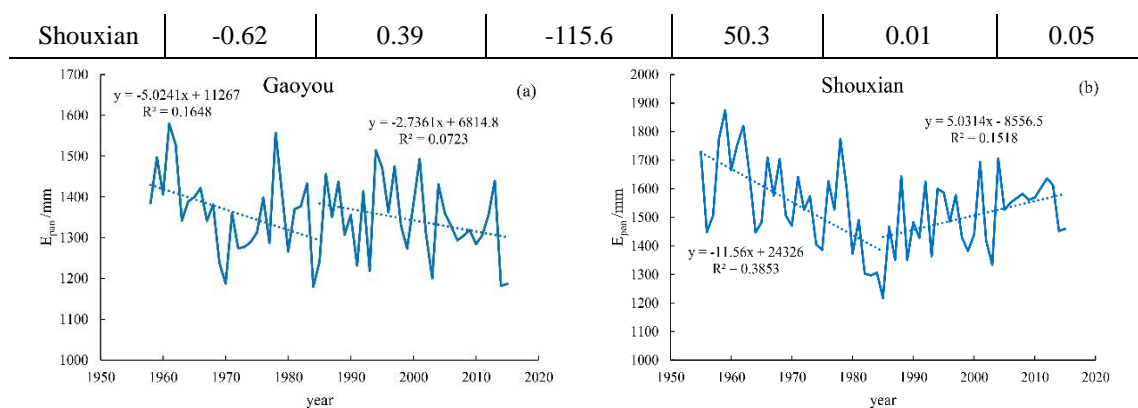 Shouxian -0.62 0.39 -115.6 50.3 0.01 0.05
Gaoyou
(a)
y = -5.0241x + 11267
R² = 0.1648
y = -2.7361x + 6814.8
R² = 0.0723
1700
1600
1500
1400
1300
1200
1100
1000
Epan /mm
1950 1960 1970 1980 1990 2000 2010 2020
year
Shouxian
(b)
y = 5.0314x - 8556.5
R² = 0.1518
y = -11.56x + 24326
R² = 0.3853
2000
1900
1800
1700
1600
1500
1400
1300
1200
1100
1000
Epan /mm
1950 1960 1970 1980 1990 2000 2010 2020
year